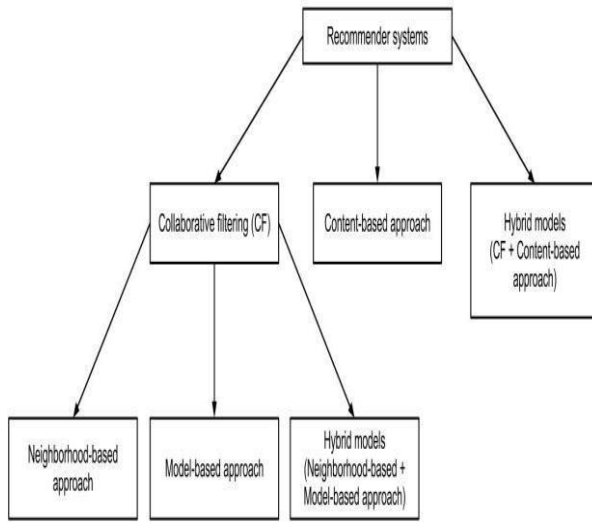 Recommender systems
Collaborative filtering (CF)
Content-based approach
Hybrid models
(CF + Content-based
approach)
Neighborhood-based
approach
Model-based approach
Hybrid models
(Neighborhood-based +
Model-based approach)